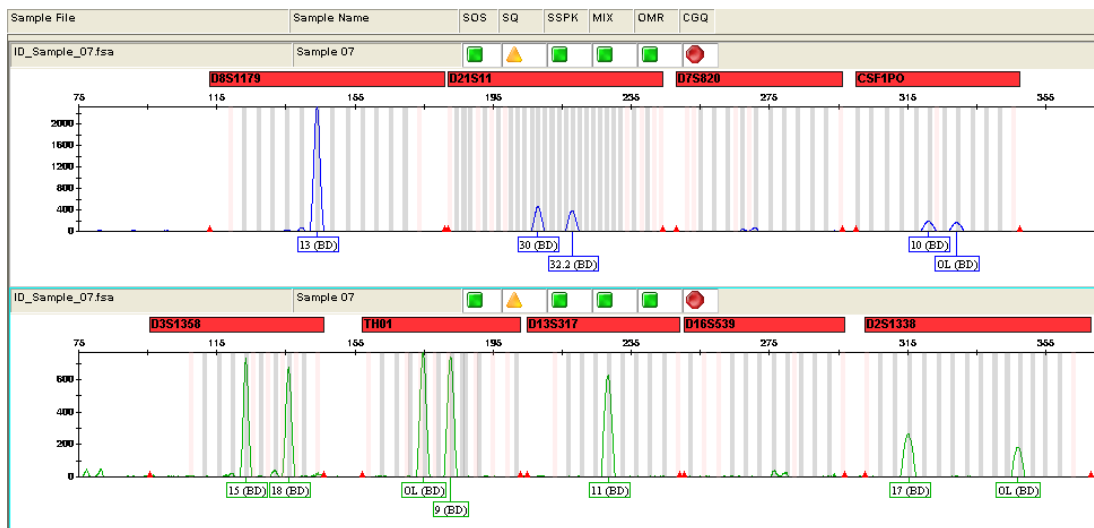 Sample File Sample Name SOS SQ SSPK MIX OMR CGQ
ID_Sample_07.fsa Sample 07
D8S1179 D21S11 D7S820 CSF1PO
75 115 155 195 235 275 315 355
2000
1600
1200
800
400
0
13 (BD) 30 (BD) 10 (BD)
32.2 (BD) OL (BD)
ID_Sample_07.fsa Sample 07
D3S1358 TH01 D13S317 D16S539 D2S1338
75 115 155 195 235 275 315 355
600
400
200
0
15 (BD) 18 (BD) OL (BD) 11 (BD) 17 (BD) OL (BD)
9 (BD)